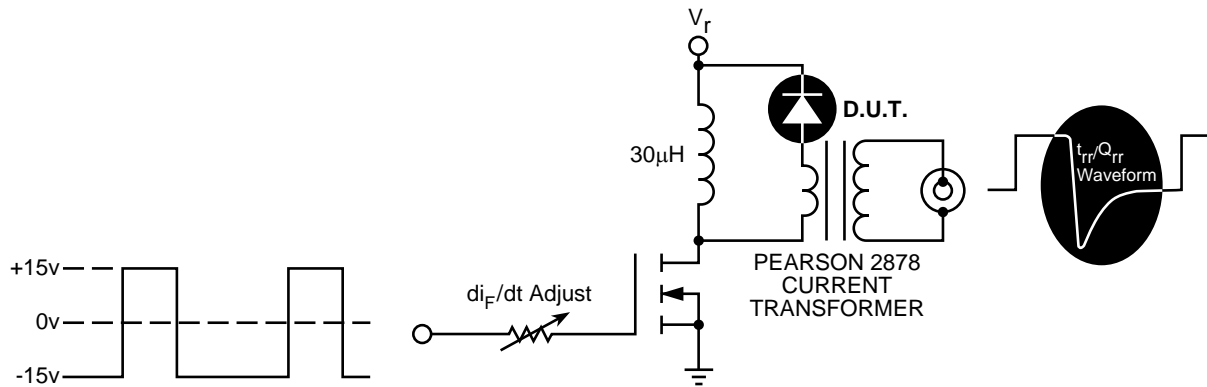 Vr
D.U.T.
30μH
trr/Qrr
Waveform
PEARSON 2878
CURRENT
TRANSFORMER
+15v
diF/dt Adjust
0v
-15v